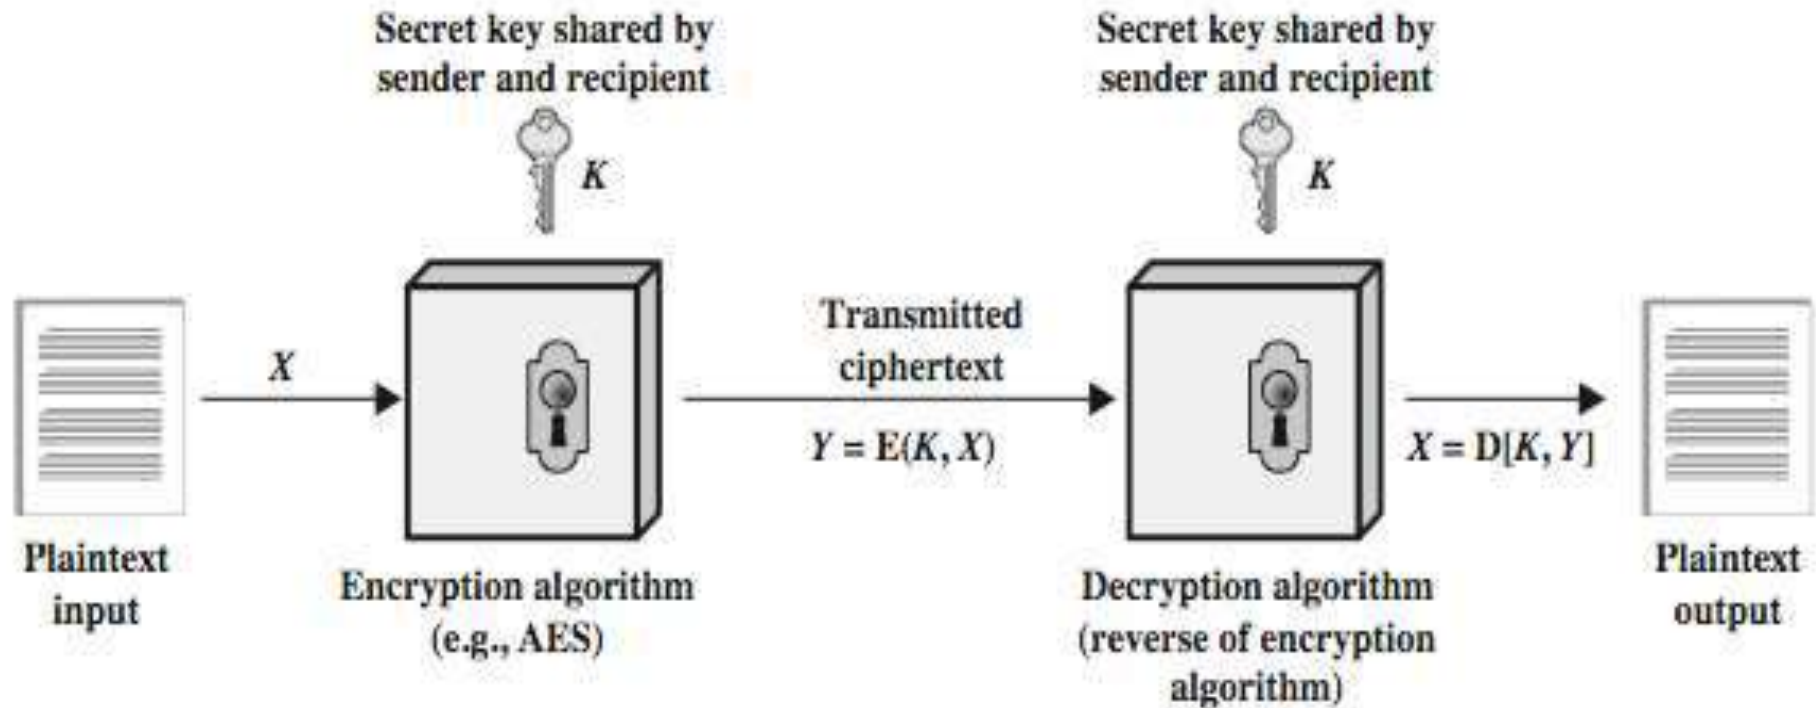 Secret key shared by
sender and recipient
K
Secret key shared by
sender and recipient
K
X
Transmitted
ciphertext
Y = E(K, X)
X = D[K, Y]
Plaintext
input
Encryption algorithm
(e.g., AES)
Decryption algorithm
(reverse of encryption
algorithm)
Plaintext
output